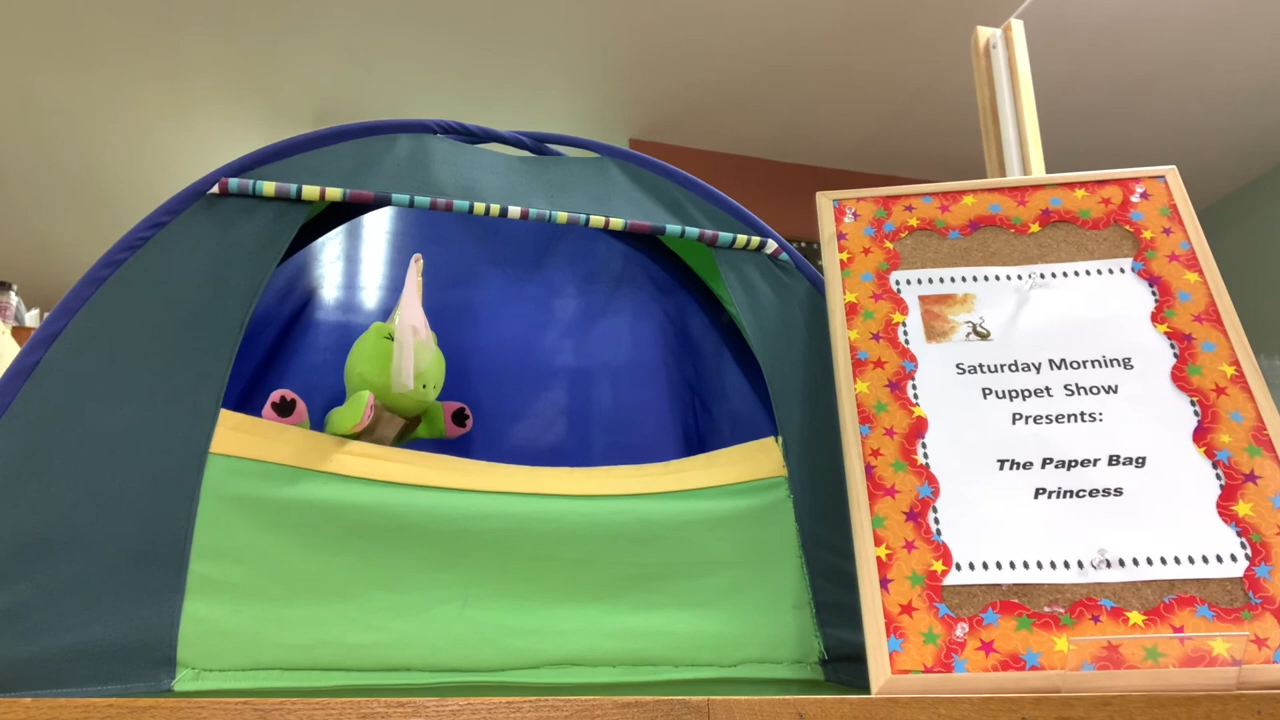 Saturday Morning
Puppet Show
Presents:
The Paper Bag
Princess